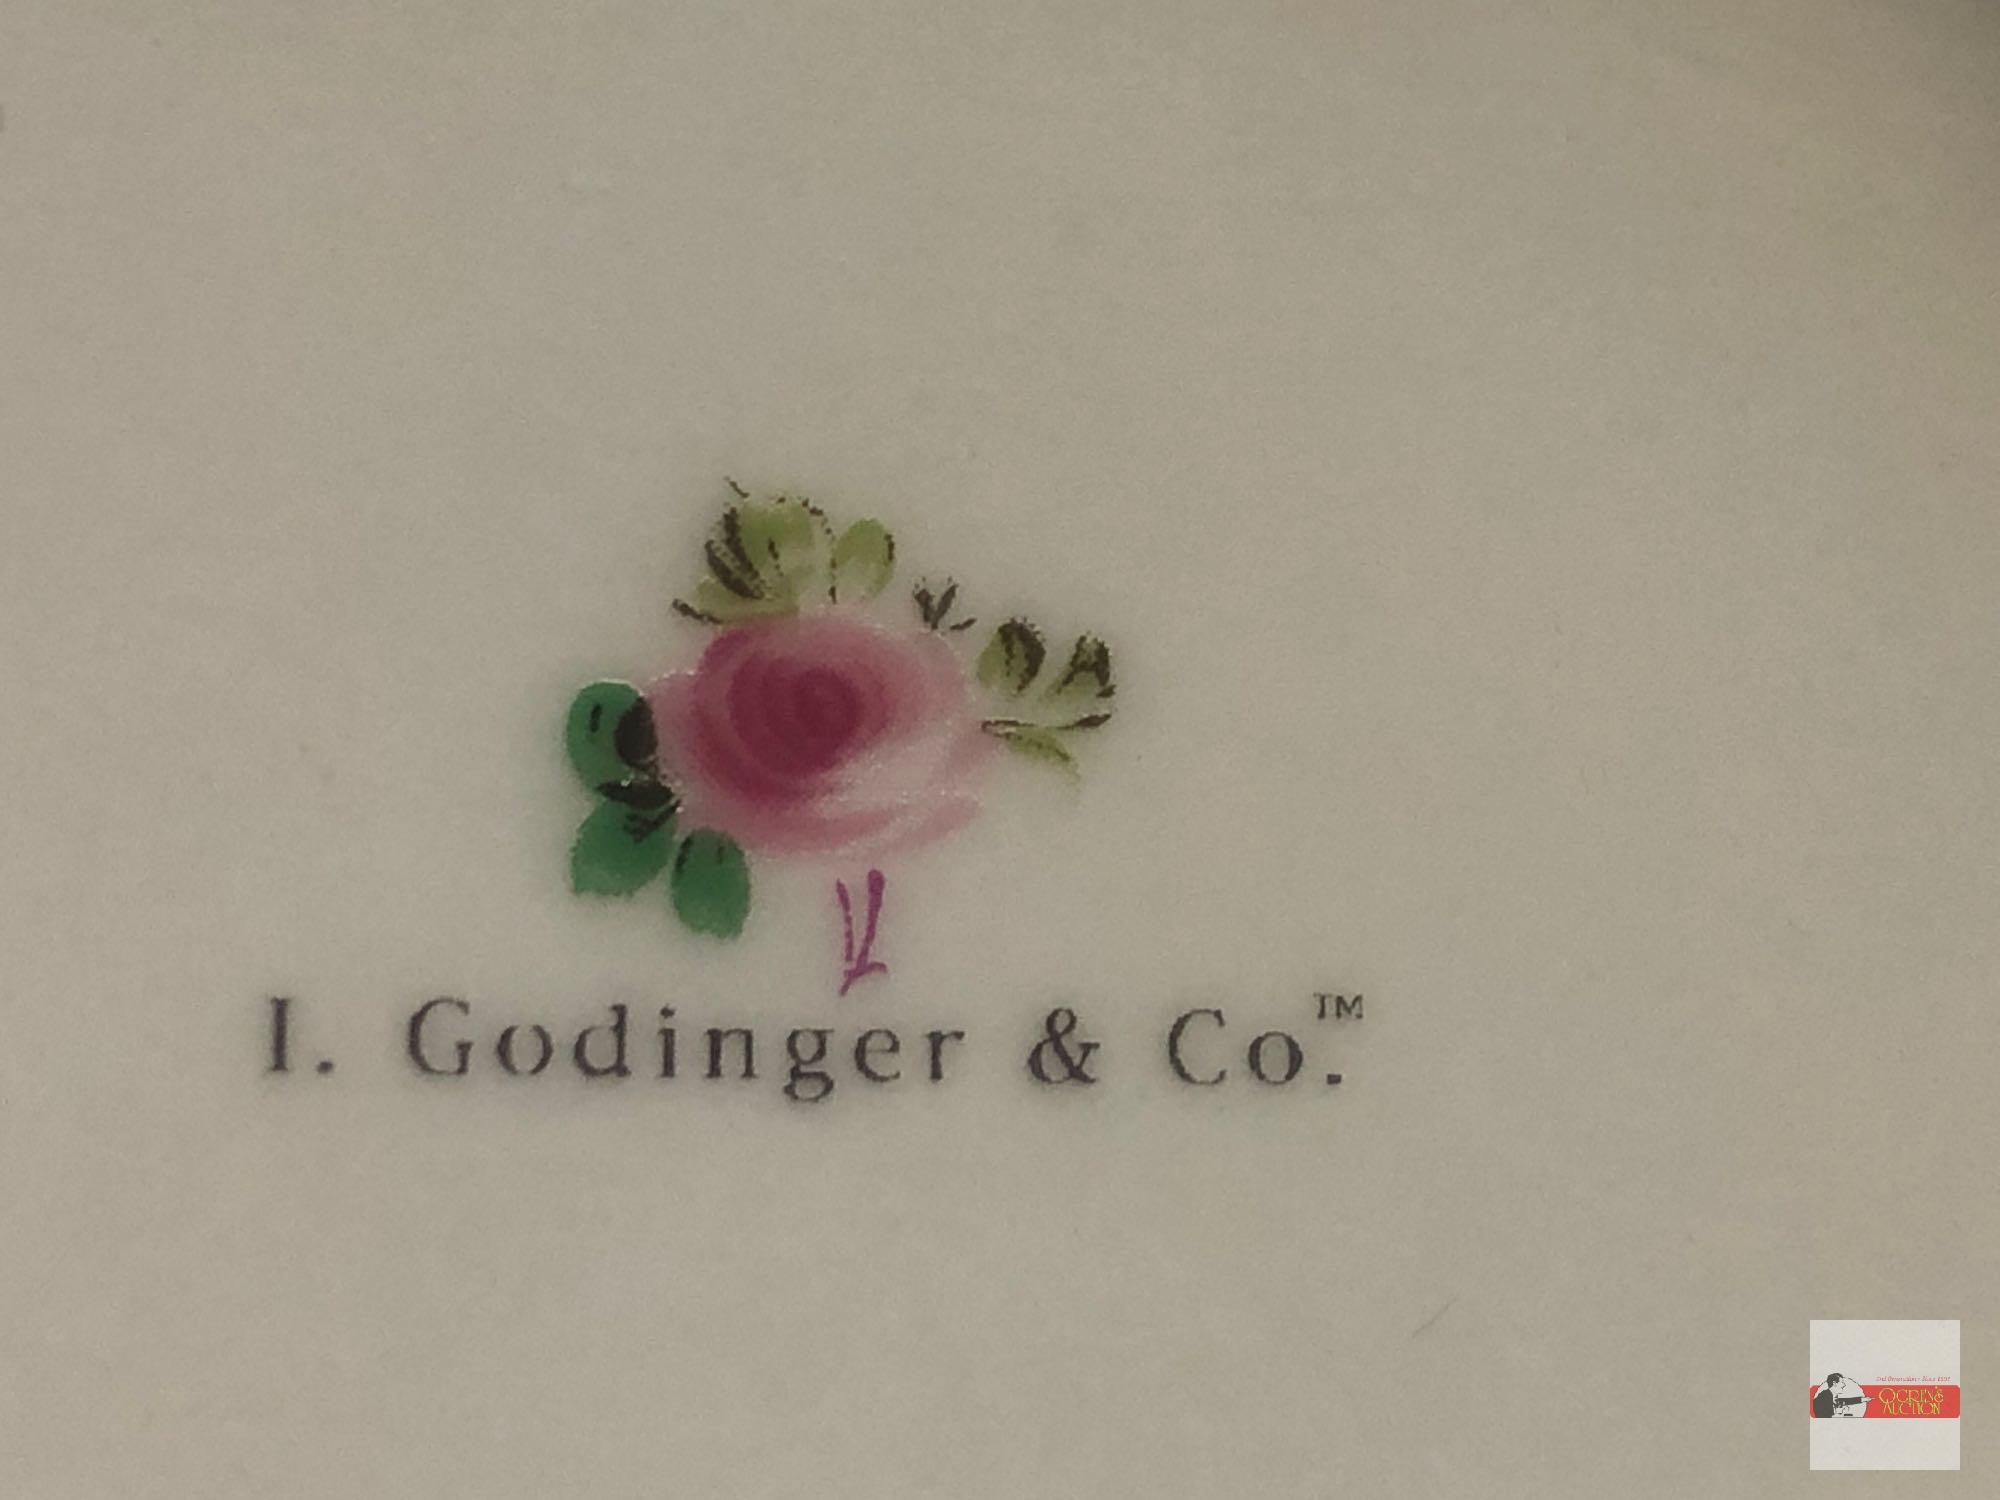 I. Godinger & Co.™
OGREN'S
AUCTION